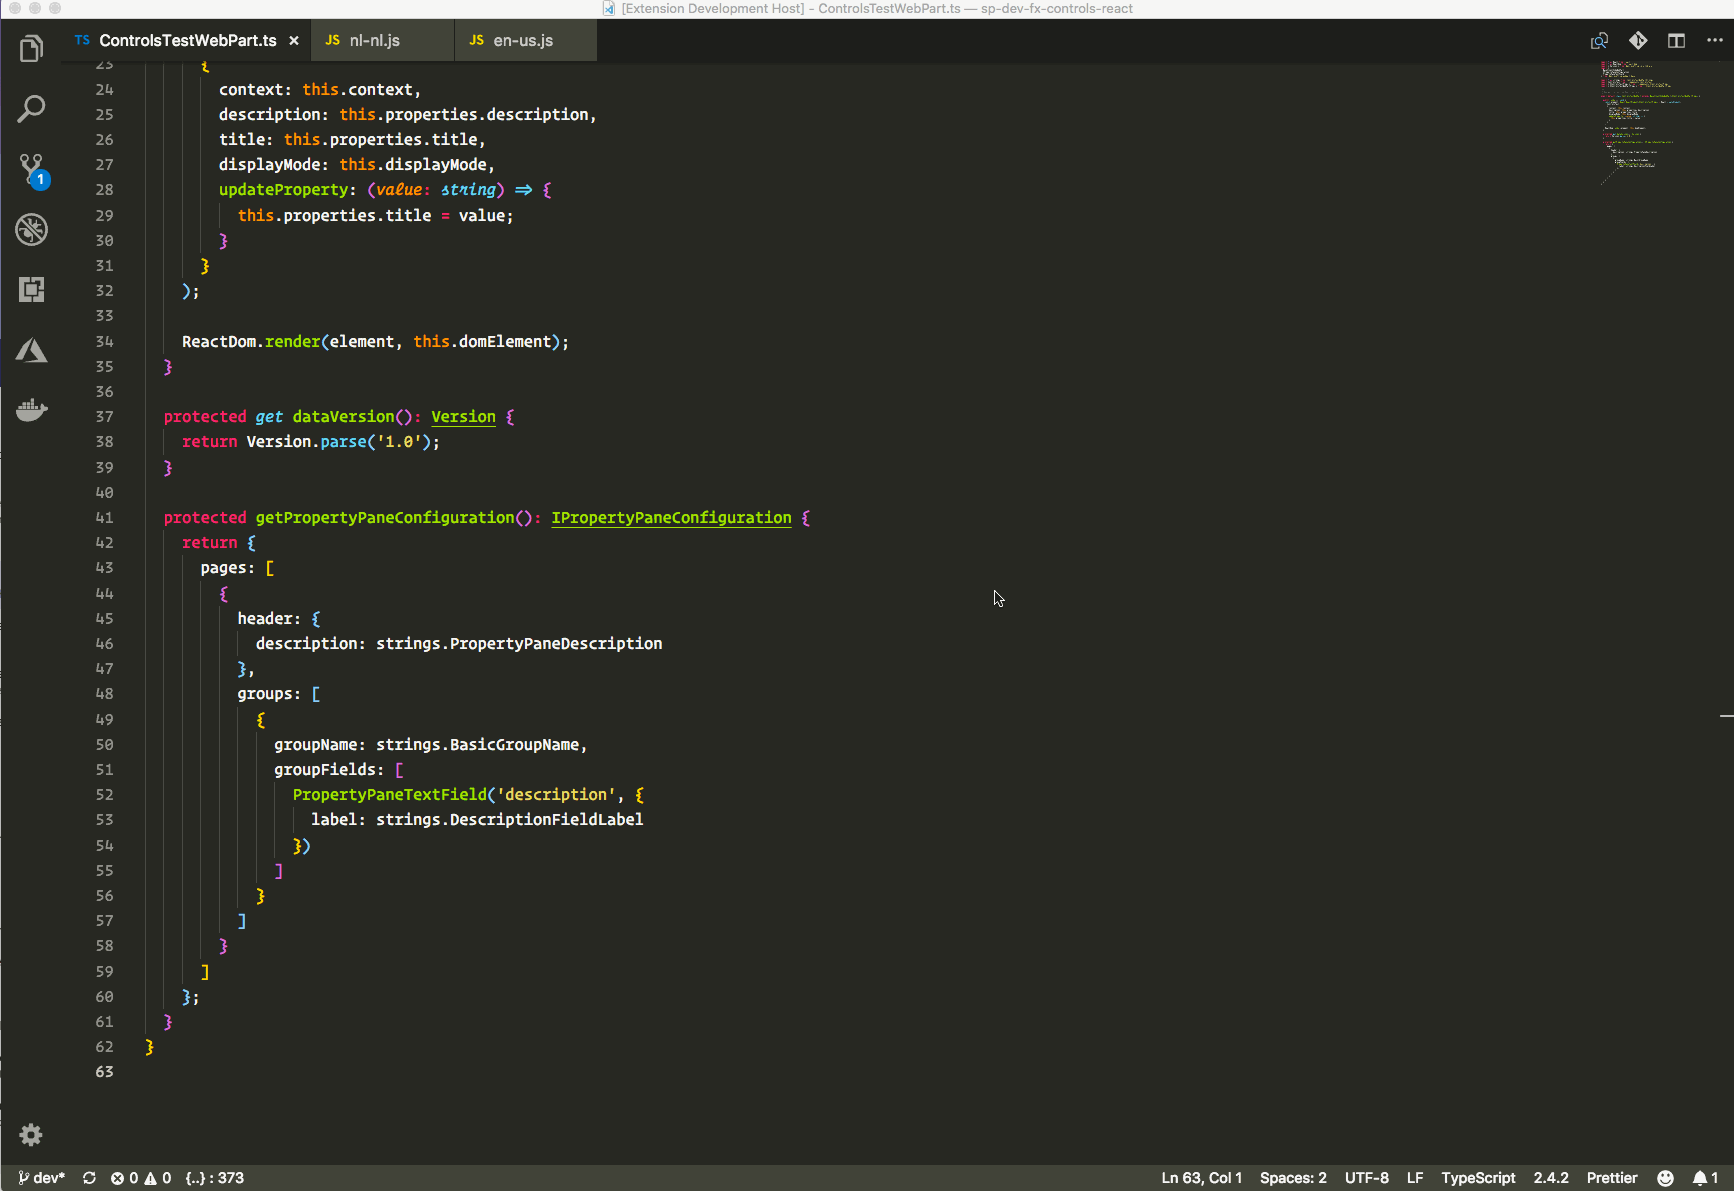 [Extension Development Host] - ControlsTestWebPart.ts — sp-dev-fx-controls-react
TS ControlsTestWebPart.ts × JS nl-nl.js JS en-us.js
23 {
24 context: this.context,
25 description: this.properties.description,
26 title: this.properties.title,
27 displayMode: this.displayMode,
28 updateProperty: (value: string) => {
29 this.properties.title = value;
30 }
31 }
32 );
33
34 ReactDom.render(element, this.domElement);
35 }
36
37 protected get dataVersion(): Version {
38 return Version.parse('1.0');
39 }
40
41 protected getPropertyPaneConfiguration(): IPropertyPaneConfiguration {
42 return {
43 pages: [
44 {
45 header: {
46 description: strings.PropertyPaneDescription
47 },
48 groups: [
49 {
50 groupName: strings.BasicGroupName,
51 groupFields: [
52 PropertyPaneTextField('description', {
53 label: strings.DescriptionFieldLabel
54 })
55 ]
56 }
57 ]
58 }
59 ]
60 };
61 }
62 }
63
1
dev* 0 0 {..} : 373 Ln 63, Col 1 Spaces: 2 UTF-8 LF TypeScript 2.4.2 Prettier 1